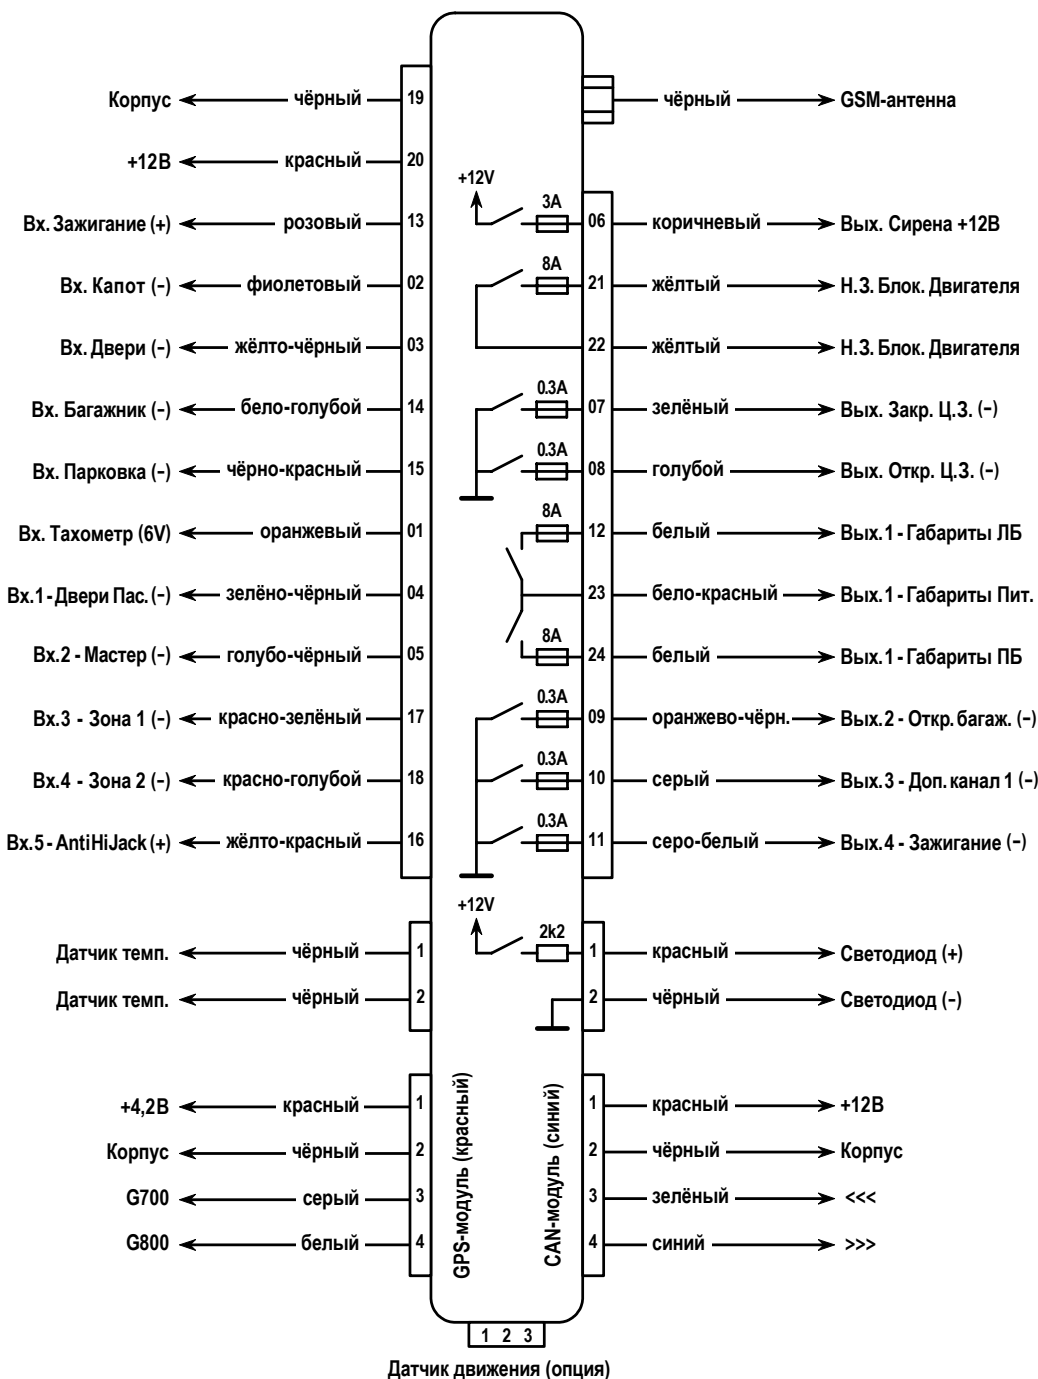 Корпус чёрный 19 чёрный GSM-антенна
+12В красный 20
+12V
Вх. Зажигание (+) розовый 13 3А 06 коричневый Вых. Сирена +12В
Вх. Капот (-) фиолетовый 02 8А 21 жёлтый Н.З. Блок. Двигателя
Вх. Двери (-) жёлто-чёрный 03 22 жёлтый Н.З. Блок. Двигателя
Вх. Багажник (-) бело-голубой 14 0.3А 07 зелёный Вых. Закр. Ц.З. (-)
Вх. Парковка (-) чёрно-красный 15 0.3А 08 голубой Вых. Откр. Ц.З. (-)
Вх. Тахометр (6V) оранжевый 01 8А 12 белый Вых.1 - Габариты ЛБ
Вх.1 - Двери Пас. (-) зелёно-чёрный 04 23 бело-красный Вых.1 - Габариты Пит.
Вх.2 - Мастер (-) голубо-чёрный 05 8А 24 белый Вых.1 - Габариты ПБ
Вх.3 - Зона 1 (-) красно-зелёный 17 0.3А 09 оранжево-чёрн. Вых.2 - Откр. багаж. (-)
Вх.4 - Зона 2 (-) красно-голубой 18 0.3А 10 серый Вых.3 - Доп. канал 1 (-)
Вх.5 - AntiHiJack (+) жёлто-красный 16 0.3А 11 серо-белый Вых.4 - Зажигание (-)
+12V
Датчик темп. чёрный 1 2k2 1 красный Светодиод (+)
Датчик темп. чёрный 2 2 чёрный Светодиод (-)
GPS-модуль (красный)
CAN-модуль (синий)
+4,2В красный 1 1 красный +12В
Корпус чёрный 2 2 чёрный Корпус
G700 серый 3 3 зелёный <<<
G800 белый 4 4 синий >>>
1 2 3
Датчик движения (опция)